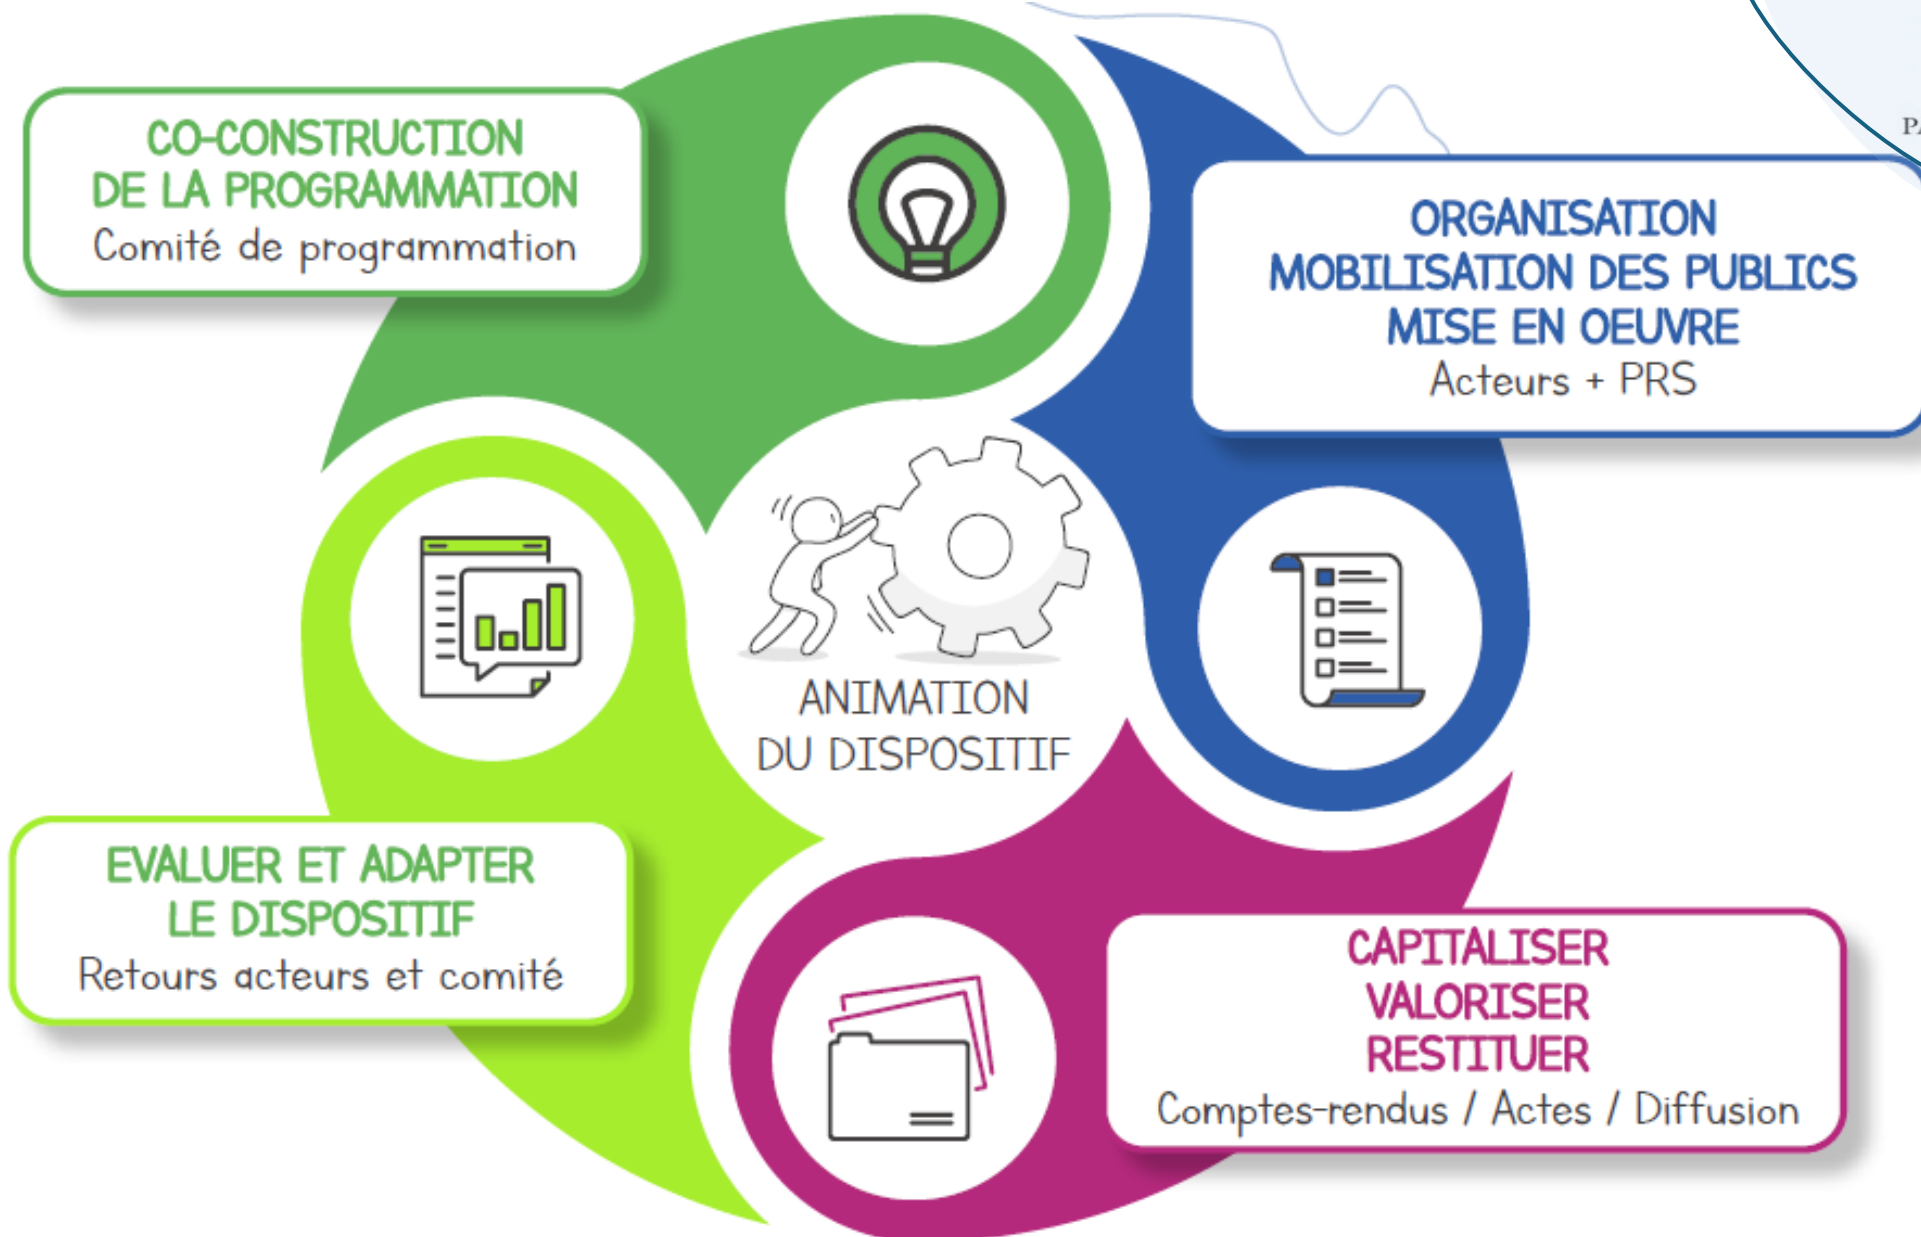 CO-CONSTRUCTION
DE LA PROGRAMMATION
Comité de programmation
ORGANISATION
MOBILISATION DES PUBLICS
MISE EN OEUVRE
Acteurs + PRS
ANIMATION
DU DISPOSITIF
EVALUER ET ADAPTER
LE DISPOSITIF
Retours acteurs et comité
CAPITALISER
VALORISER
RESTITUER
Comptes-rendus / Actes / Diffusion